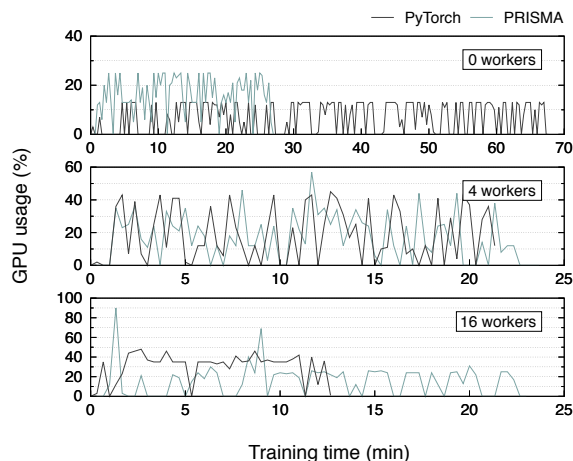 PyTorch PRISMA
GPU usage (%)
40
20
0
0 workers
0 10 20 30 40 50 60 70 80
60
40
20
0
4 workers
0 5 10 15 20 25
100
80
60
40
20
0
16 workers
0 5 10 15 20 25
Training time (min)